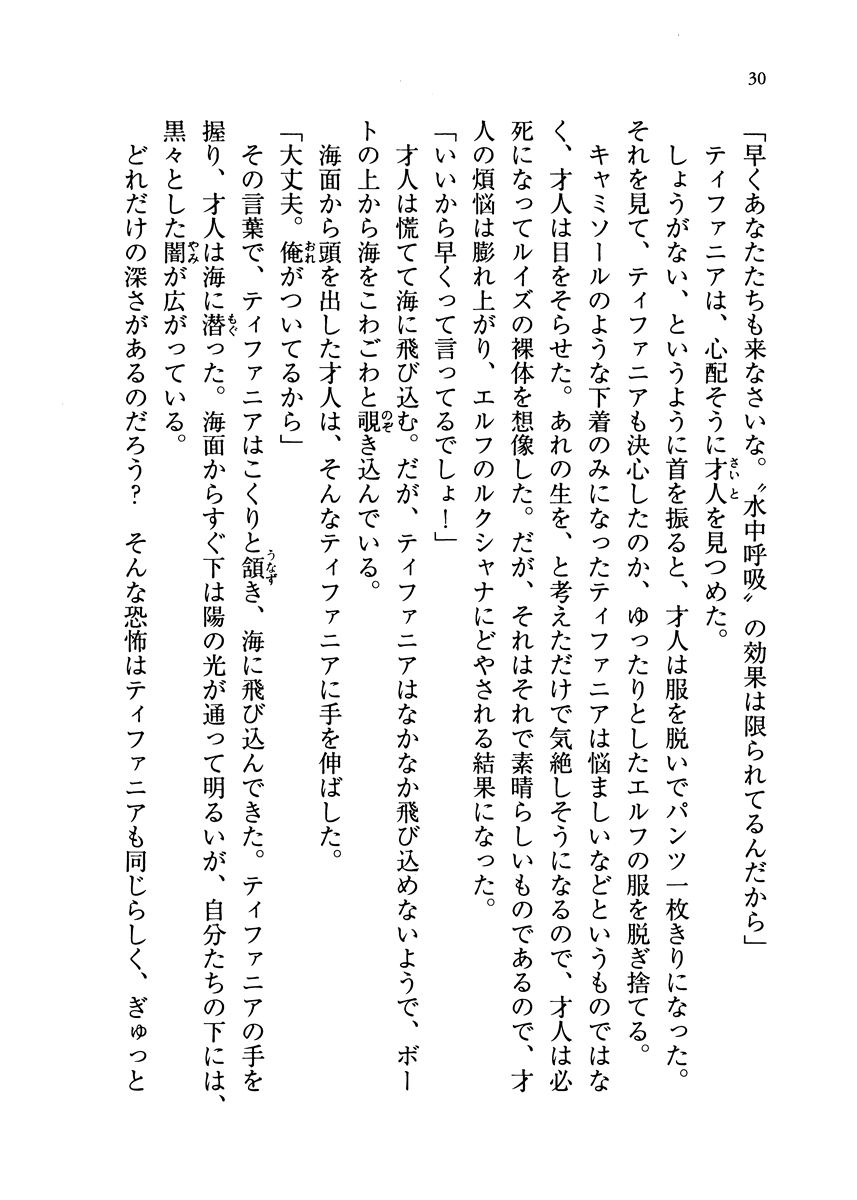 30
「早くあなたたちも来なさいな。〝水中呼吸〟の効果は限られてるんだから」
ティファニアは、心配そうに才人を見つめた。
しょうがない、というように首を振ると、才人は服を脱いでパンツ一枚きりになった。
それを見て、ティファニアも決心したのか、ゆったりとしたエルフの服を脱ぎ捨てる。
キャミソールのような下着のみになったティファニアは悩ましいなどというものではな
く、才人は目をそらせた。あれの生を、と考えただけで気絶しそうになるので、才人は必
死になってルイズの裸体を想像した。だが、それはそれで素晴らしいものであるので、才
人の煩悩は膨れ上がり、エルフのルクシャナにどやされる結果になった。
「いいから早くって言ってるでしょ！」
才人は慌てて海に飛び込む。だが、ティファニアはなかなか飛び込めないようで、ボー
トの上から海をこわごわと覗き込んでいる。
海面から頭を出した才人は、そんなティファニアに手を伸ばした。
「大丈夫。俺がついてるから」
その言葉で、ティファニアはこくりと頷き、海に飛び込んできた。ティファニアの手を
握り、才人は海に潜った。海面からすぐ下は陽の光が通って明るいが、自分たちの下には、
黒々とした闇が広がっている。
どれだけの深さがあるのだろう？　そんな恐怖はティファニアも同じらしく、ぎゅっと